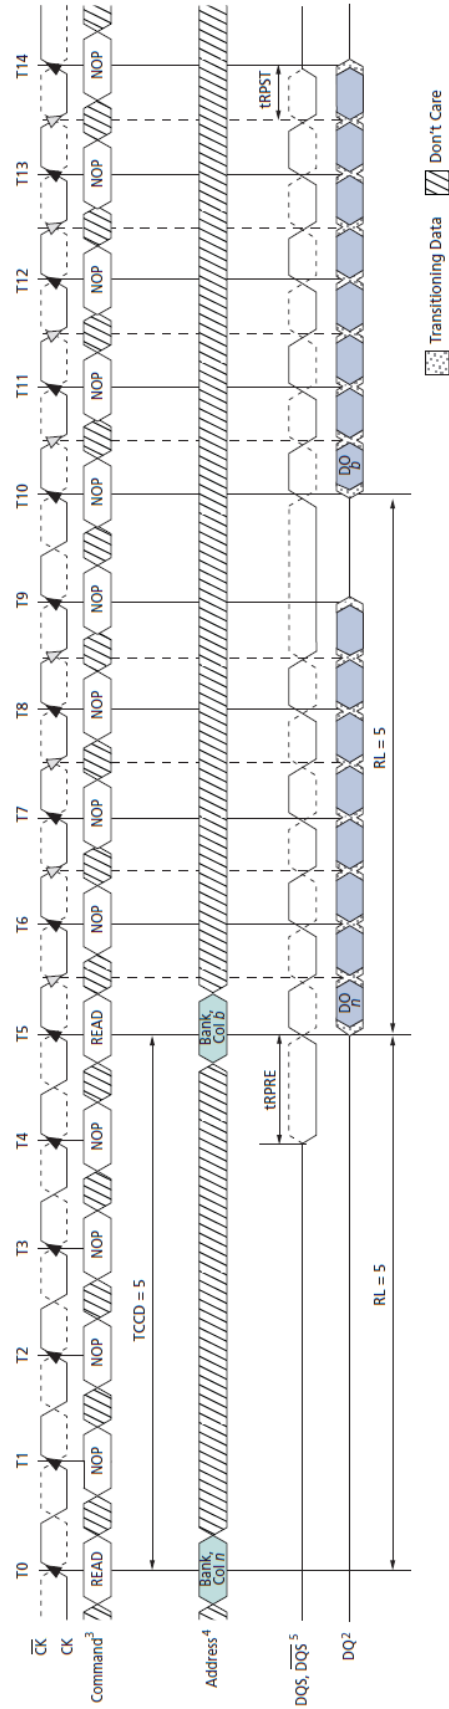 T0 T1 T2 T3 T4 T5 T6 T7 T8 T9 T10 T11 T12 T13 T14
CK
CK
Command3 READ NOP NOP NOP NOP READ NOP NOP NOP NOP NOP NOP NOP NOP NOP
TCCD = 5
Address4 Bank, Col n Bank, Col b
tRPRE tRPST
DQS, DQS 5
DQ2 DO n DO b
RL = 5 RL = 5
Transitioning Data Don't Care